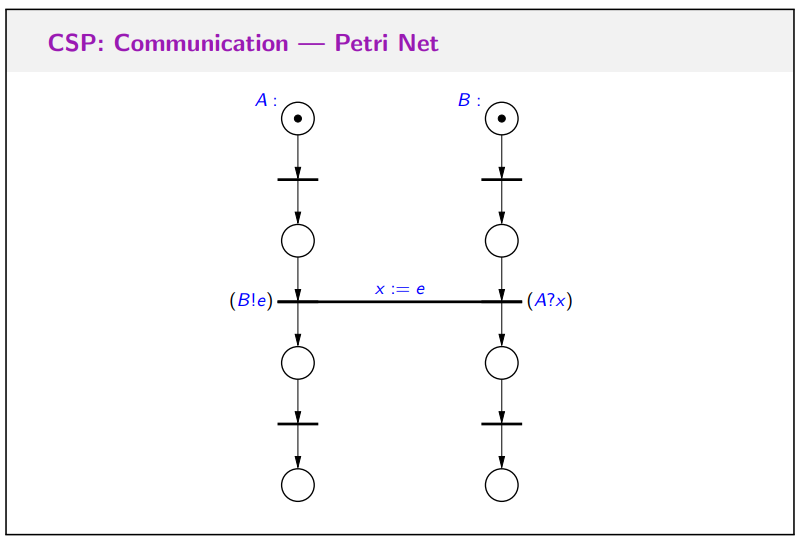 CSP: Communication — Petri Net
A :
B :
x := e
(B!e)
(A?x)